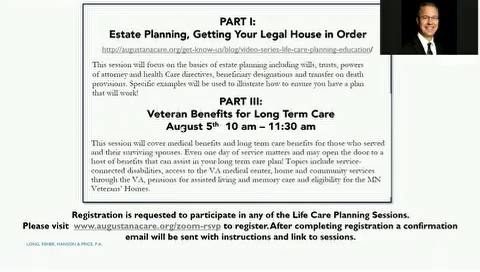 PART I:
Estate Planning, Getting Your Legal House in Order
http://augustanacare.org/get-know-us/blog/video-series-life-care-planning-education/
This session will focus on the basics of estate planning including wills, trusts, powers
of attorney and health Care directives, beneficiary designations and transfer on death
provisions. Specific examples will be used to illustrate how to ensure you have a plan
that will work!
PART III:
Veteran Benefits for Long Term Care
August 5th 10 am – 11:30 am
This session will cover medical benefits and long term care benefits for those who served
and their surviving spouses. Even one day of service matters and may open the door to a
host of benefits that can assist in your long term care plan! Topics include service-
connected disabilities, access to the VA medical center, home and community services
through the VA, pensions for assisted living and memory care and eligibility for the MN
Veterans' Homes.
Registration is requested to participate in any of the Life Care Planning Sessions.
Please visit www.augustanacare.org/zoom-rsvp to register. After completing registration a confirmation
email will be sent with instructions and link to sessions.
LONG, REHER, HANSON & PRICE, P.A.